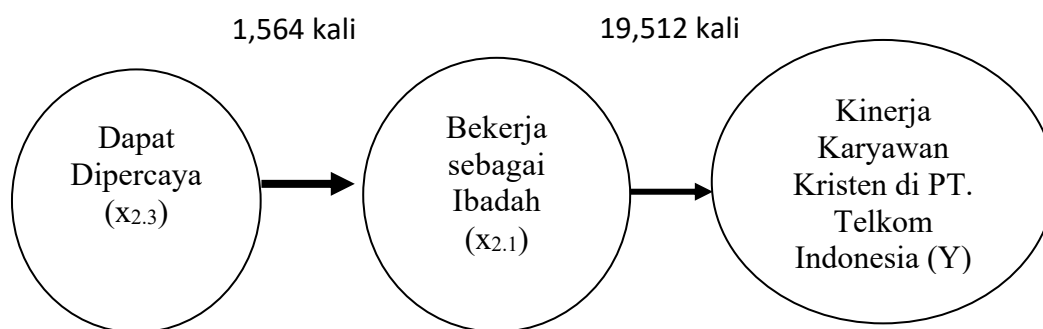 1,564 kali
19,512 kali
Dapat
Dipercaya
(x2.3)
Bekerja
sebagai
Ibadah
(x2.1)
Kinerja
Karyawan
Kristen di PT.
Telkom
Indonesia (Y)